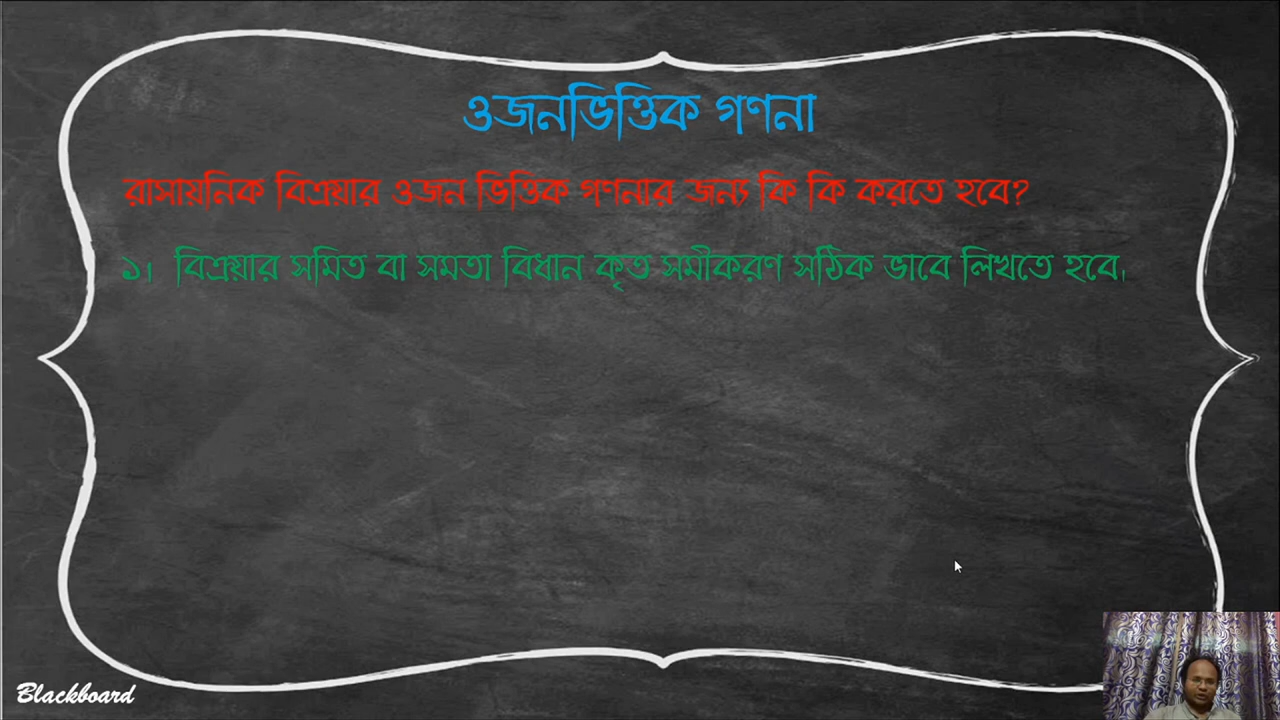 ওজনভিত্তিক গণনা
রাসায়নিক বিক্রিয়ার ওজন ভিত্তিক গণনার জন্য কি কি করতে হবে?
১। বিক্রিয়ার সমিত বা সমতা বিধান কৃত সমীকরণ সঠিক ভাবে লিখতে হবে।
Blackboard